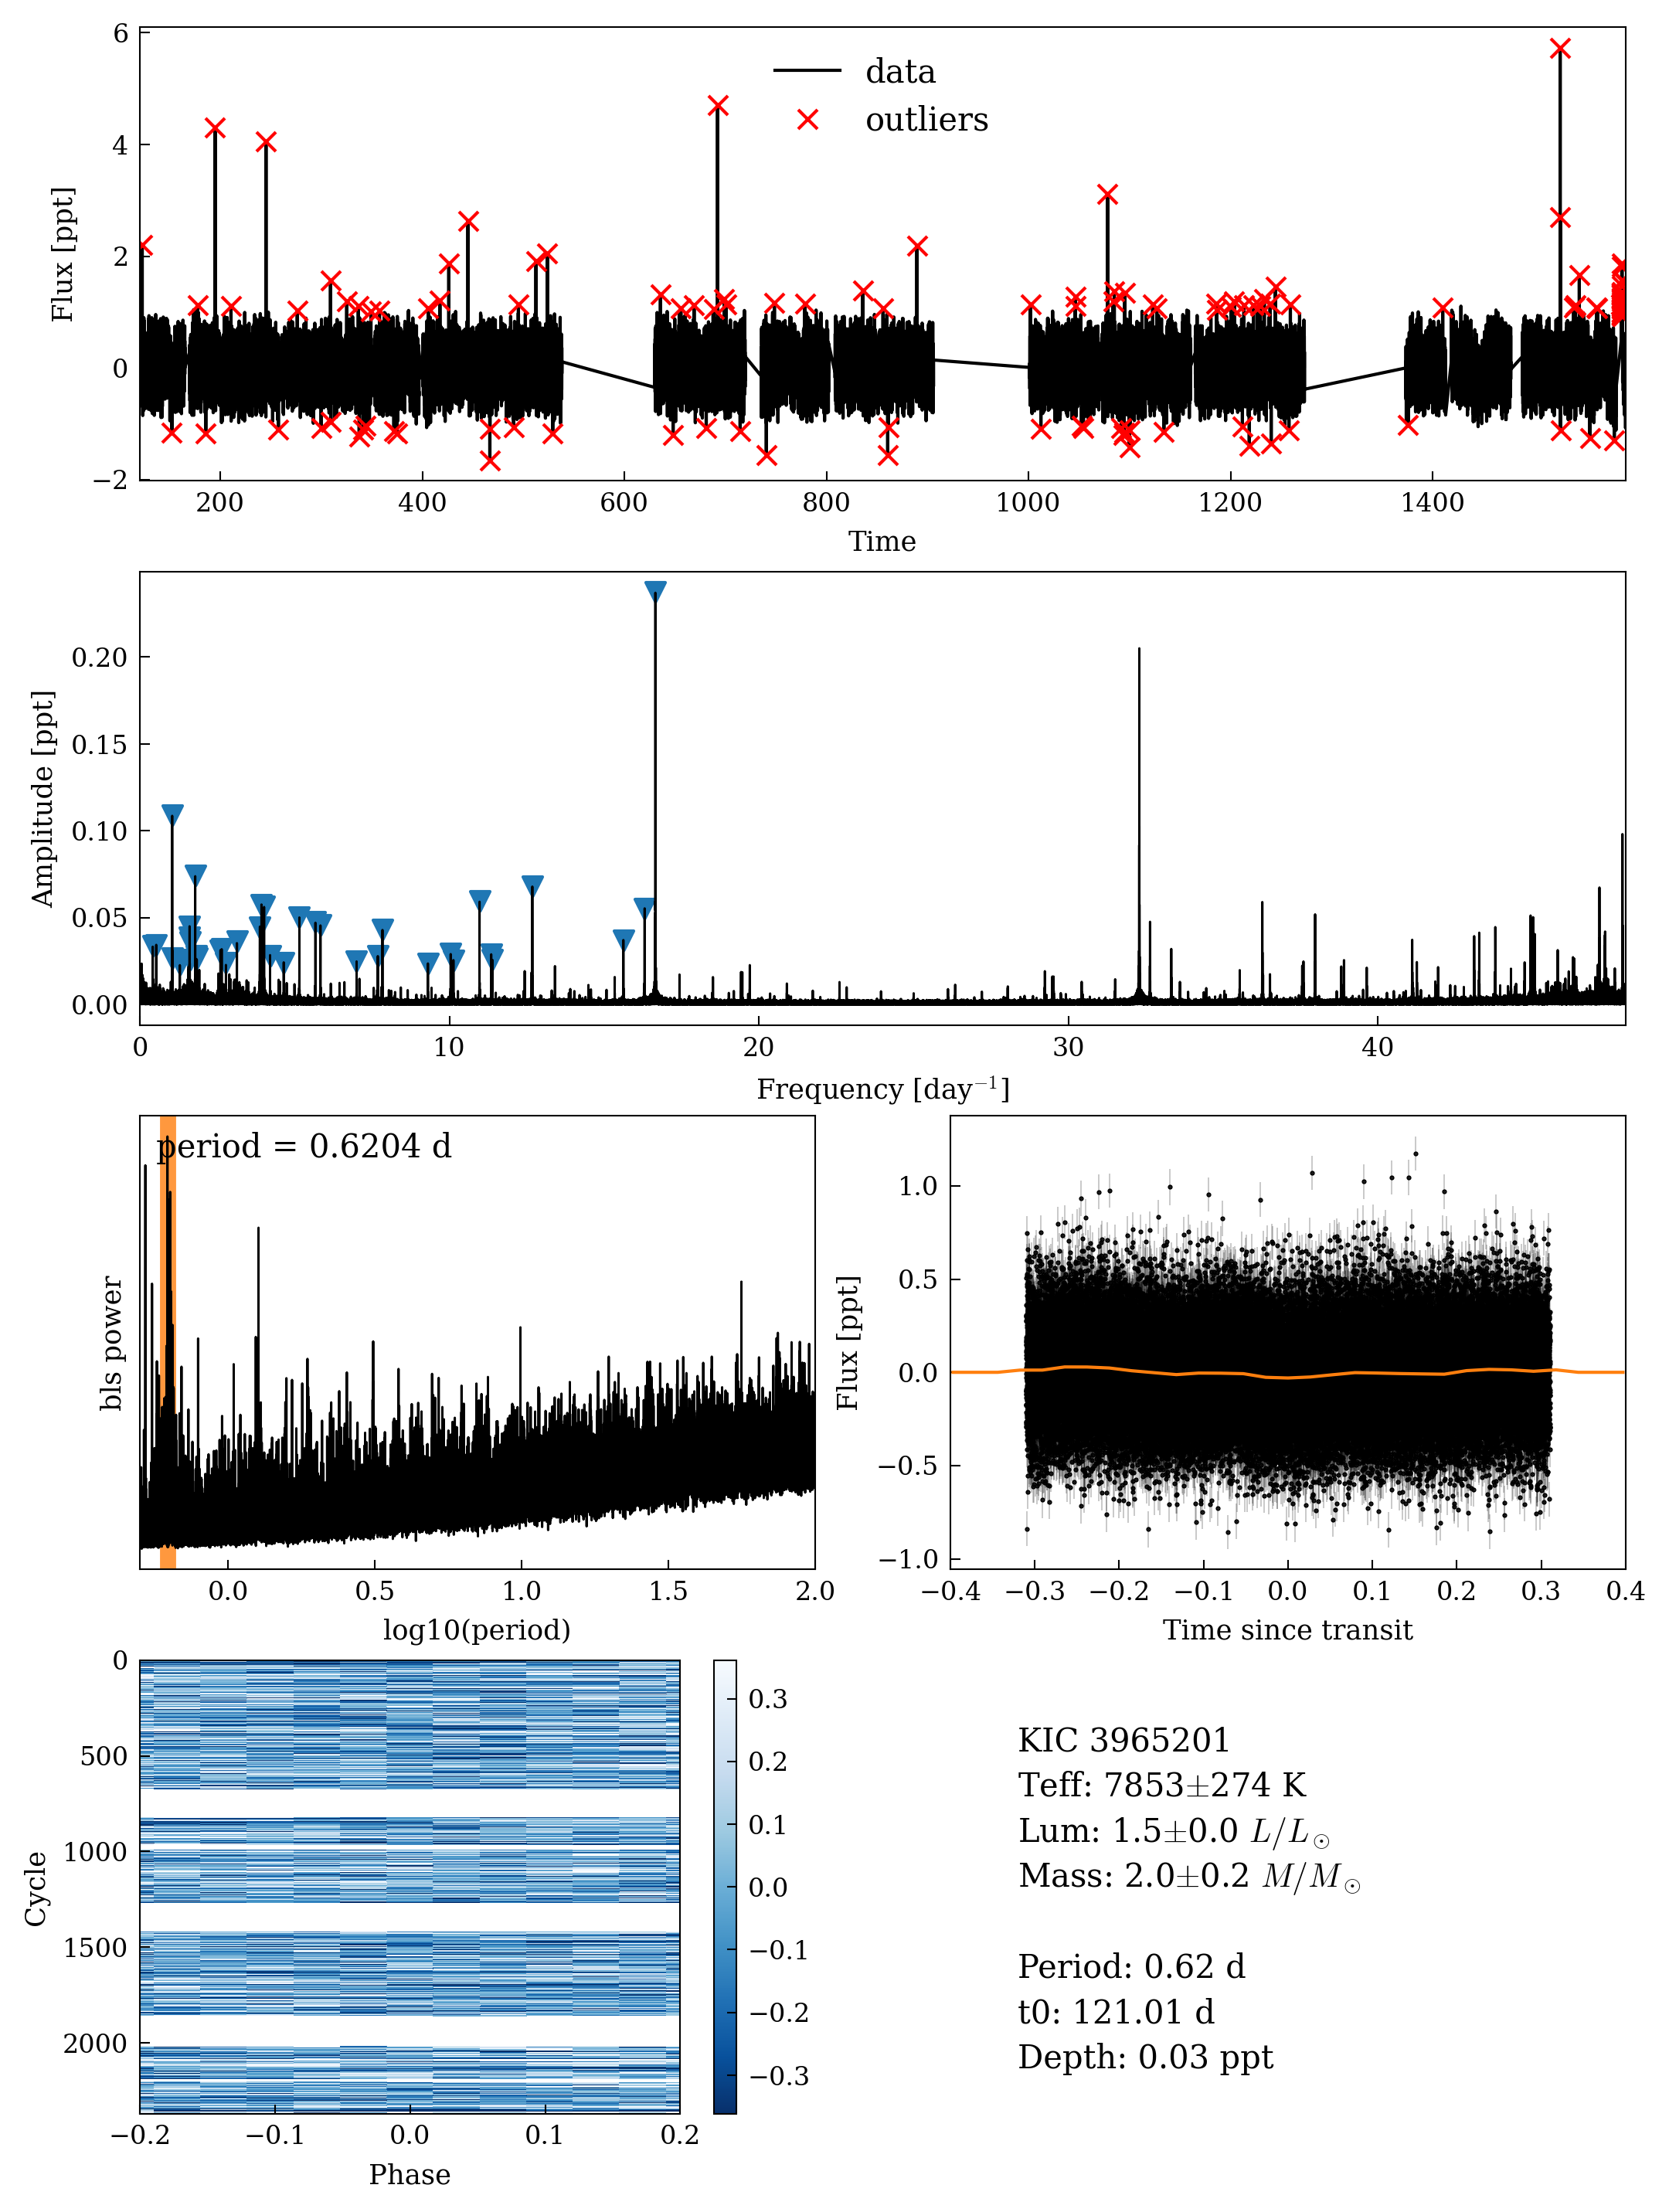 6
4
2
0
−2
Flux [ppt]
data
outliers
200
400
600
800
1000
1200
1400
Time
0.20
0.15
0.10
0.05
0.00
Amplitude [ppt]
0
10
20
30
40
Frequency [day⁻¹]
period = 0.6204 d
bls power
0.0
0.5
1.0
1.5
2.0
log10(period)
1.0
0.5
0.0
−0.5
−1.0
Flux [ppt]
−0.4
−0.3
−0.2
−0.1
0.0
0.1
0.2
0.3
0.4
Time since transit
0
500
1000
1500
2000
Cycle
−0.2
−0.1
0.0
0.1
0.2
Phase
0.3
0.2
0.1
0.0
−0.1
−0.2
−0.3
KIC 3965201
Teff: 7853±274 K
Lum: 1.5±0.0 L/L⊙
Mass: 2.0±0.2 M/M⊙
Period: 0.62 d
t0: 121.01 d
Depth: 0.03 ppt